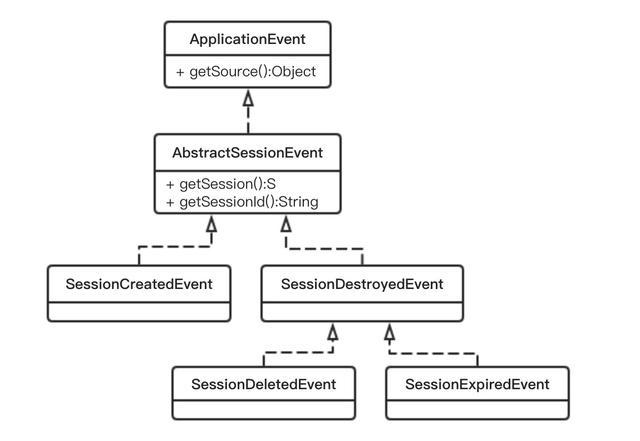 ApplicationEvent
+ getSource():Object
AbstractSessionEvent
+ getSession():S
+ getSessionId():String
SessionCreatedEvent
SessionDestroyedEvent
SessionDeletedEvent
SessionExpiredEvent